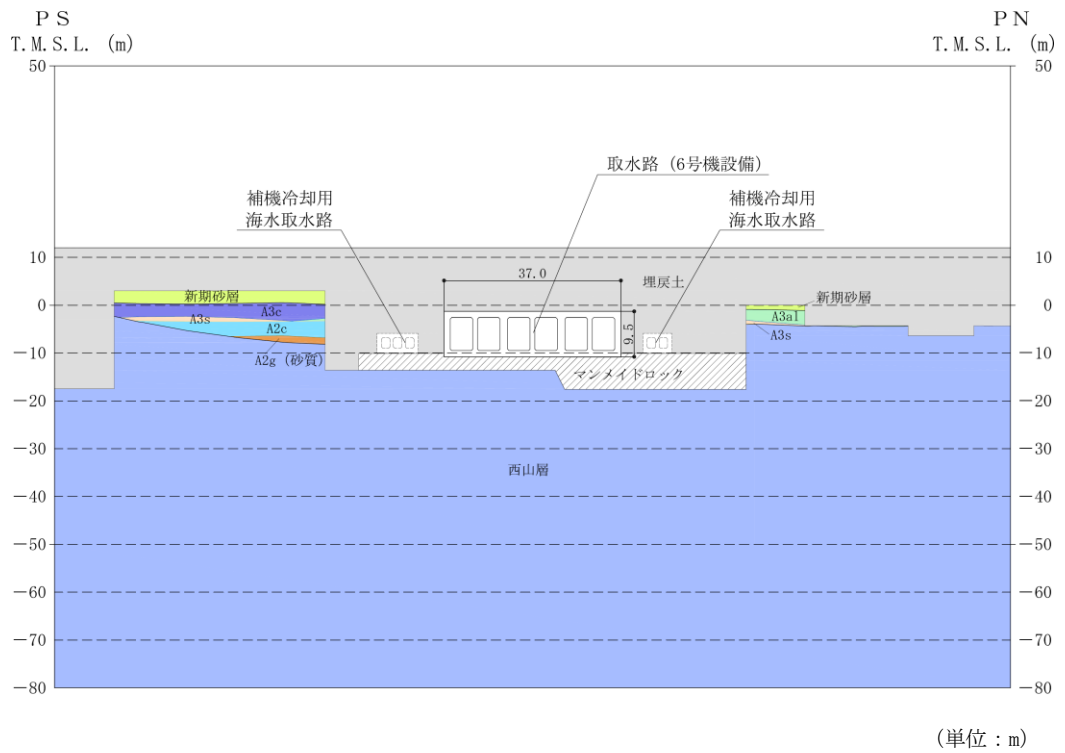 PS
T.M.S.L. (m)
PN
T.M.S.L. (m)
50
50
取水路(6号機設備)
補機冷却用
海水取水路
補機冷却用
海水取水路
10
10
37.0
埋戻土
新期砂層
新期砂層
0
0
A3c
A3s
A2c
A3al
A3s
9.5
A2g(砂質)
-10
-10
マンメイドロック
-20
-20
-30
-30
西山層
-40
-40
-50
-50
-60
-60
-70
-70
-80
-80
(単位:m)